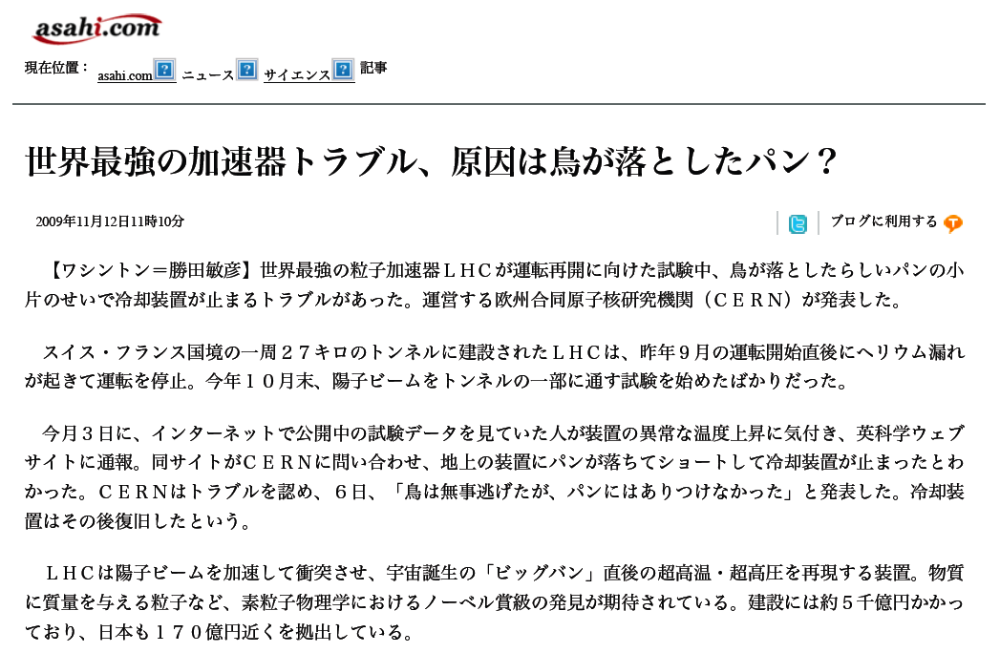 asahi.com
現在位置： asahi.com ニュース サイエンス 記事
世界最強の加速器トラブル、原因は鳥が落としたパン？
2009年11月12日11時10分 ブログに利用する
【ワシントン＝勝田敏彦】世界最強の粒子加速器ＬＨＣが運転再開に向けた試験中、鳥が落としたらしいパンの小
片のせいで冷却装置が止まるトラブルがあった。運営する欧州合同原子核研究機関（ＣＥＲＮ）が発表した。
スイス・フランス国境の一周２７キロのトンネルに建設されたＬＨＣは、昨年９月の運転開始直後にヘリウム漏れ
が起きて運転を停止。今年１０月末、陽子ビームをトンネルの一部に通す試験を始めたばかりだった。
今月３日に、インターネットで公開中の試験データを見ていた人が装置の異常な温度上昇に気付き、英科学ウェブ
サイトに通報。同サイトがＣＥＲＮに問い合わせ、地上の装置にパンが落ちてショートして冷却装置が止まったとわ
かった。ＣＥＲＮはトラブルを認め、６日、「鳥は無事逃げたが、パンにはありつけなかった」と発表した。冷却装
置はその後復旧したという。
ＬＨＣは陽子ビームを加速して衝突させ、宇宙誕生の「ビッグバン」直後の超高温・超高圧を再現する装置。物質
に質量を与える粒子など、素粒子物理学におけるノーベル賞級の発見が期待されている。建設には約５千億円かかっ
ており、日本も１７０億円近くを拠出している。